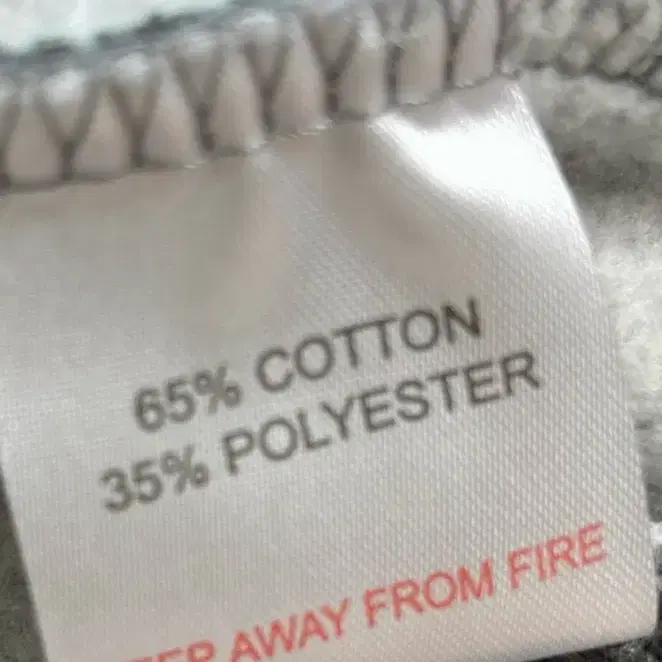 65% COTTON
35% POLYESTER
AWAY FROM FIRE